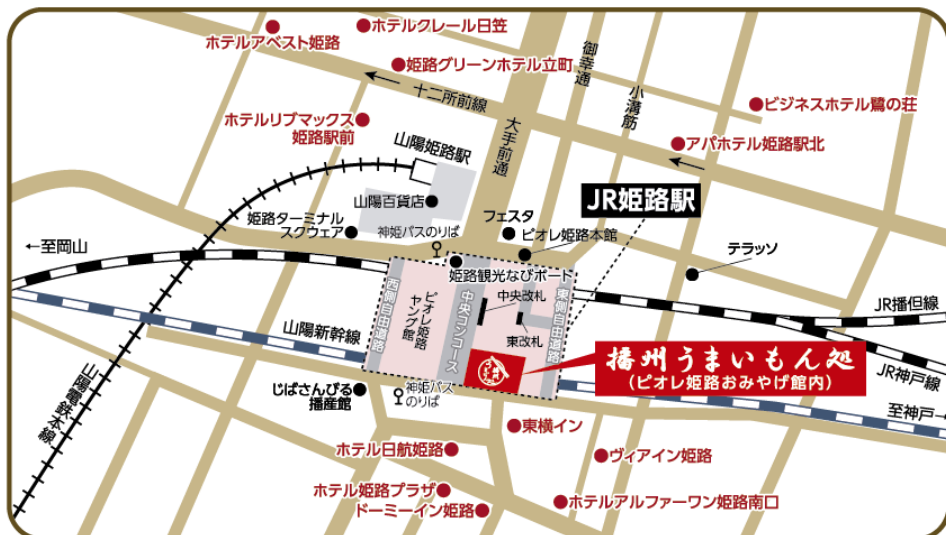 ホテルアベスト姫路
ホテルクレール日笠
姫路グリーンホテル立町
御幸通
小溝筋
十二所前線
ホテルリブマックス
姫路駅前
大手前通
ビジネスホテル鷺の荘
アパホテル姫路駅北
山陽姫路駅
山陽百貨店
姫路ターミナル
スクウェア
神姫バスのりば
フェスタ
ピオレ姫路本館
JR姫路駅
テラッソ
←至岡山
姫路観光なびポート
西側自由通路
ピオレ姫路
ヤング館
中央コンコース
中央改札
東改札
東側自由通路
JR播但線
山陽新幹線
播州うまいもん処
(ピオレ姫路おみやげ館内)
JR神戸線
至神戸→
山陽電鉄本線
じばさんびる
播産館
神姫バス
のりば
東横イン
ホテル日航姫路
ヴィアイン姫路
ホテル姫路プラザ
ドーミーイン姫路
ホテルアルファーワン姫路南口